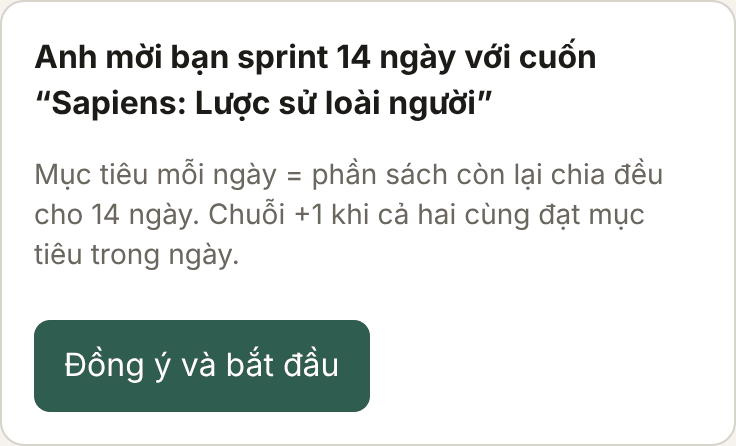 Anh mời bạn sprint 14 ngày với cuốn
“Sapiens: Lược sử loài người”
Mục tiêu mỗi ngày = phần sách còn lại chia đều
cho 14 ngày. Chuỗi +1 khi cả hai cùng đạt mục
tiêu trong ngày.
Đồng ý và bắt đầu